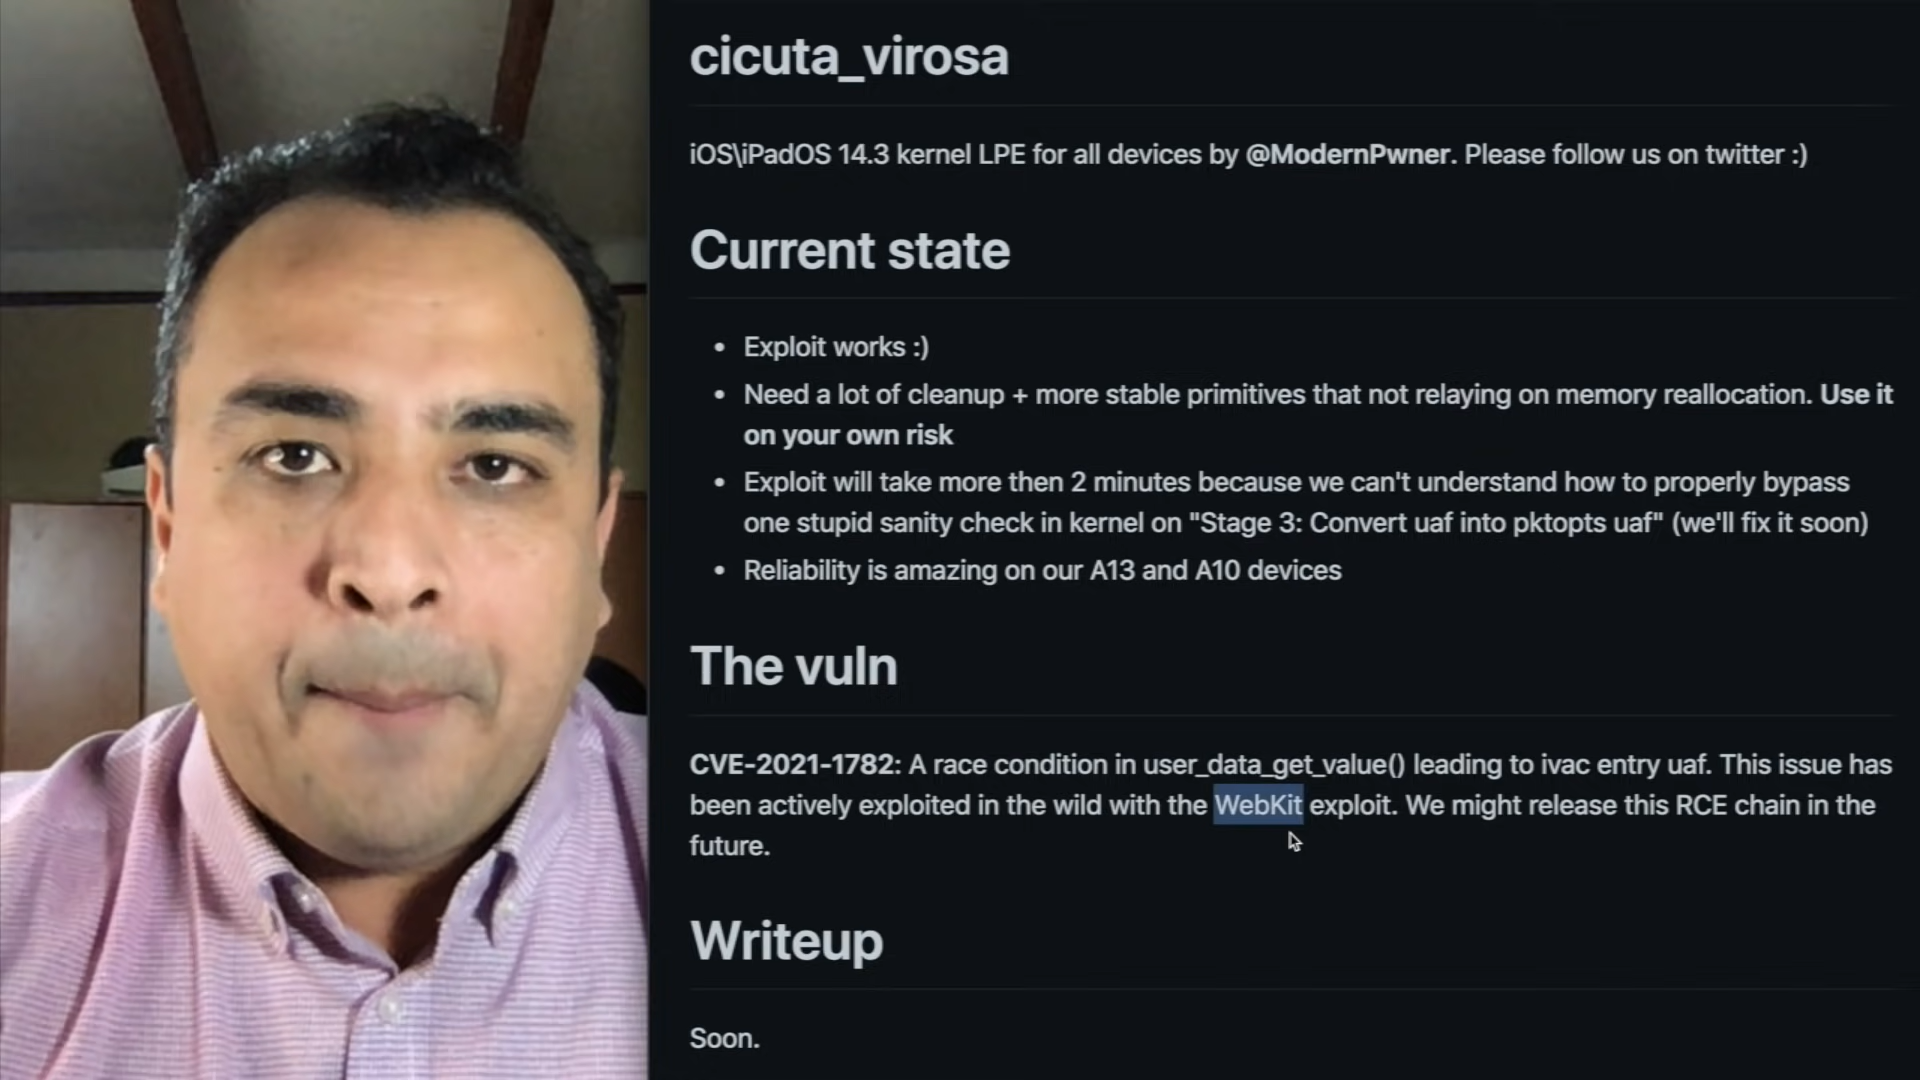 cicuta_virosa
iOS\iPadOS 14.3 kernel LPE for all devices by @ModernPwner. Please follow us on twitter :)
Current state
• Exploit works :)
• Need a lot of cleanup + more stable primitives that not relaying on memory reallocation. Use it
on your own risk
• Exploit will take more then 2 minutes because we can't understand how to properly bypass
one stupid sanity check in kernel on "Stage 3: Convert uaf into pktopts uaf" (we'll fix it soon)
• Reliability is amazing on our A13 and A10 devices
The vuln
CVE-2021-1782: A race condition in user_data_get_value() leading to ivac entry uaf. This issue has
been actively exploited in the wild with the WebKit exploit. We might release this RCE chain in the
future.
Writeup
Soon.